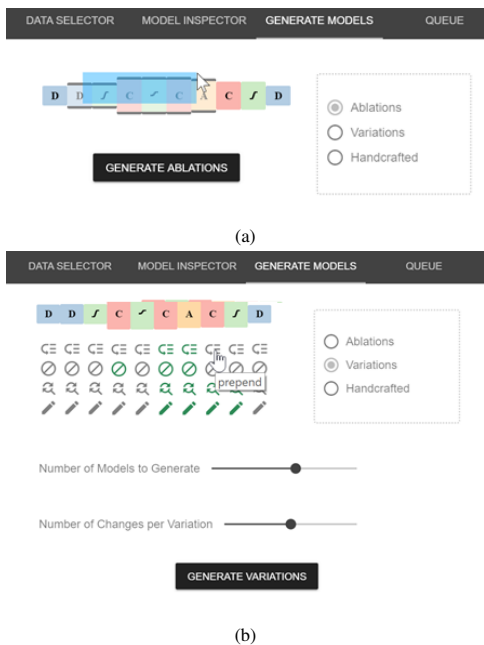 DATA SELECTOR MODEL INSPECTOR GENERATE MODELS QUEUE
D D ʃ C ⌿ C A C ʃ D
Ablations
Variations
Handcrafted
GENERATE ABLATIONS
(a)
DATA SELECTOR MODEL INSPECTOR GENERATE MODELS QUEUE
D D ʃ C ⌿ C A C ʃ D
Ablations
Variations
Handcrafted
prepend
Number of Models to Generate
Number of Changes per Variation
GENERATE VARIATIONS
(b)